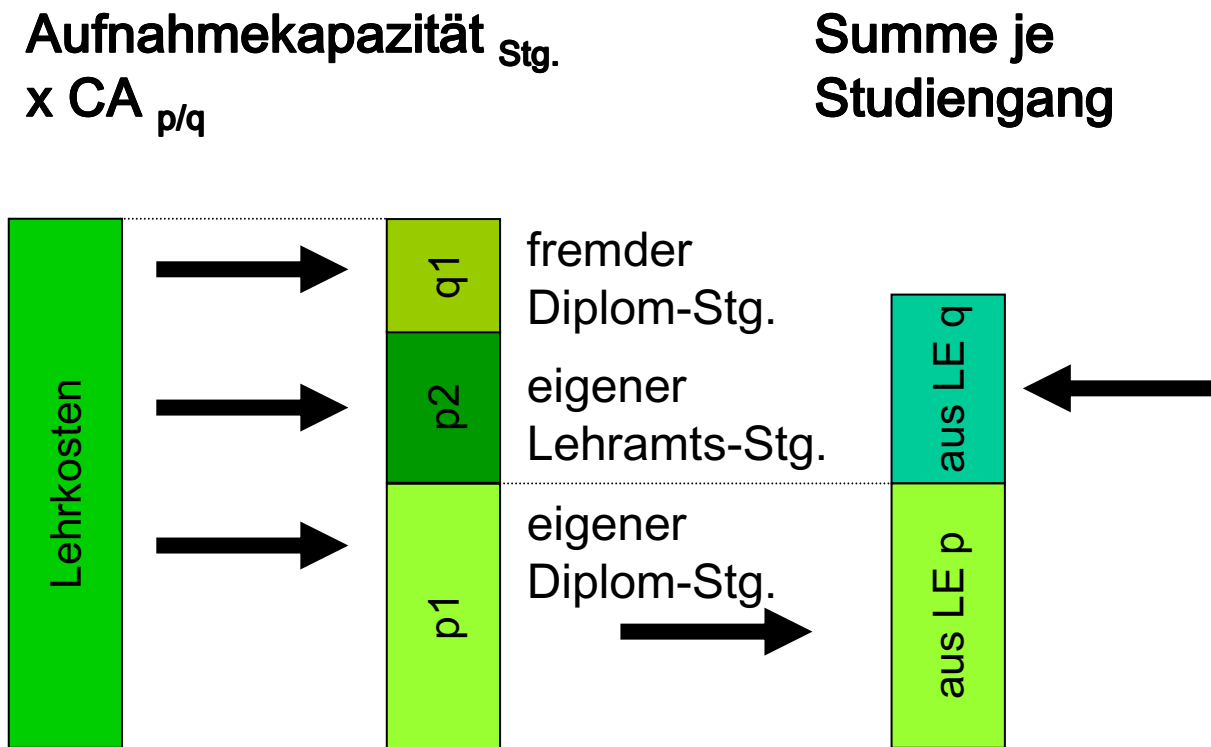 Aufnahmekapazität Stg.
x CA p/q
Summe je
Studiengang
Lehrkosten
q1
fremder
Diplom-Stg.
p2
eigener
Lehramts-Stg.
p1
eigener
Diplom-Stg.
aus LE q
aus LE p